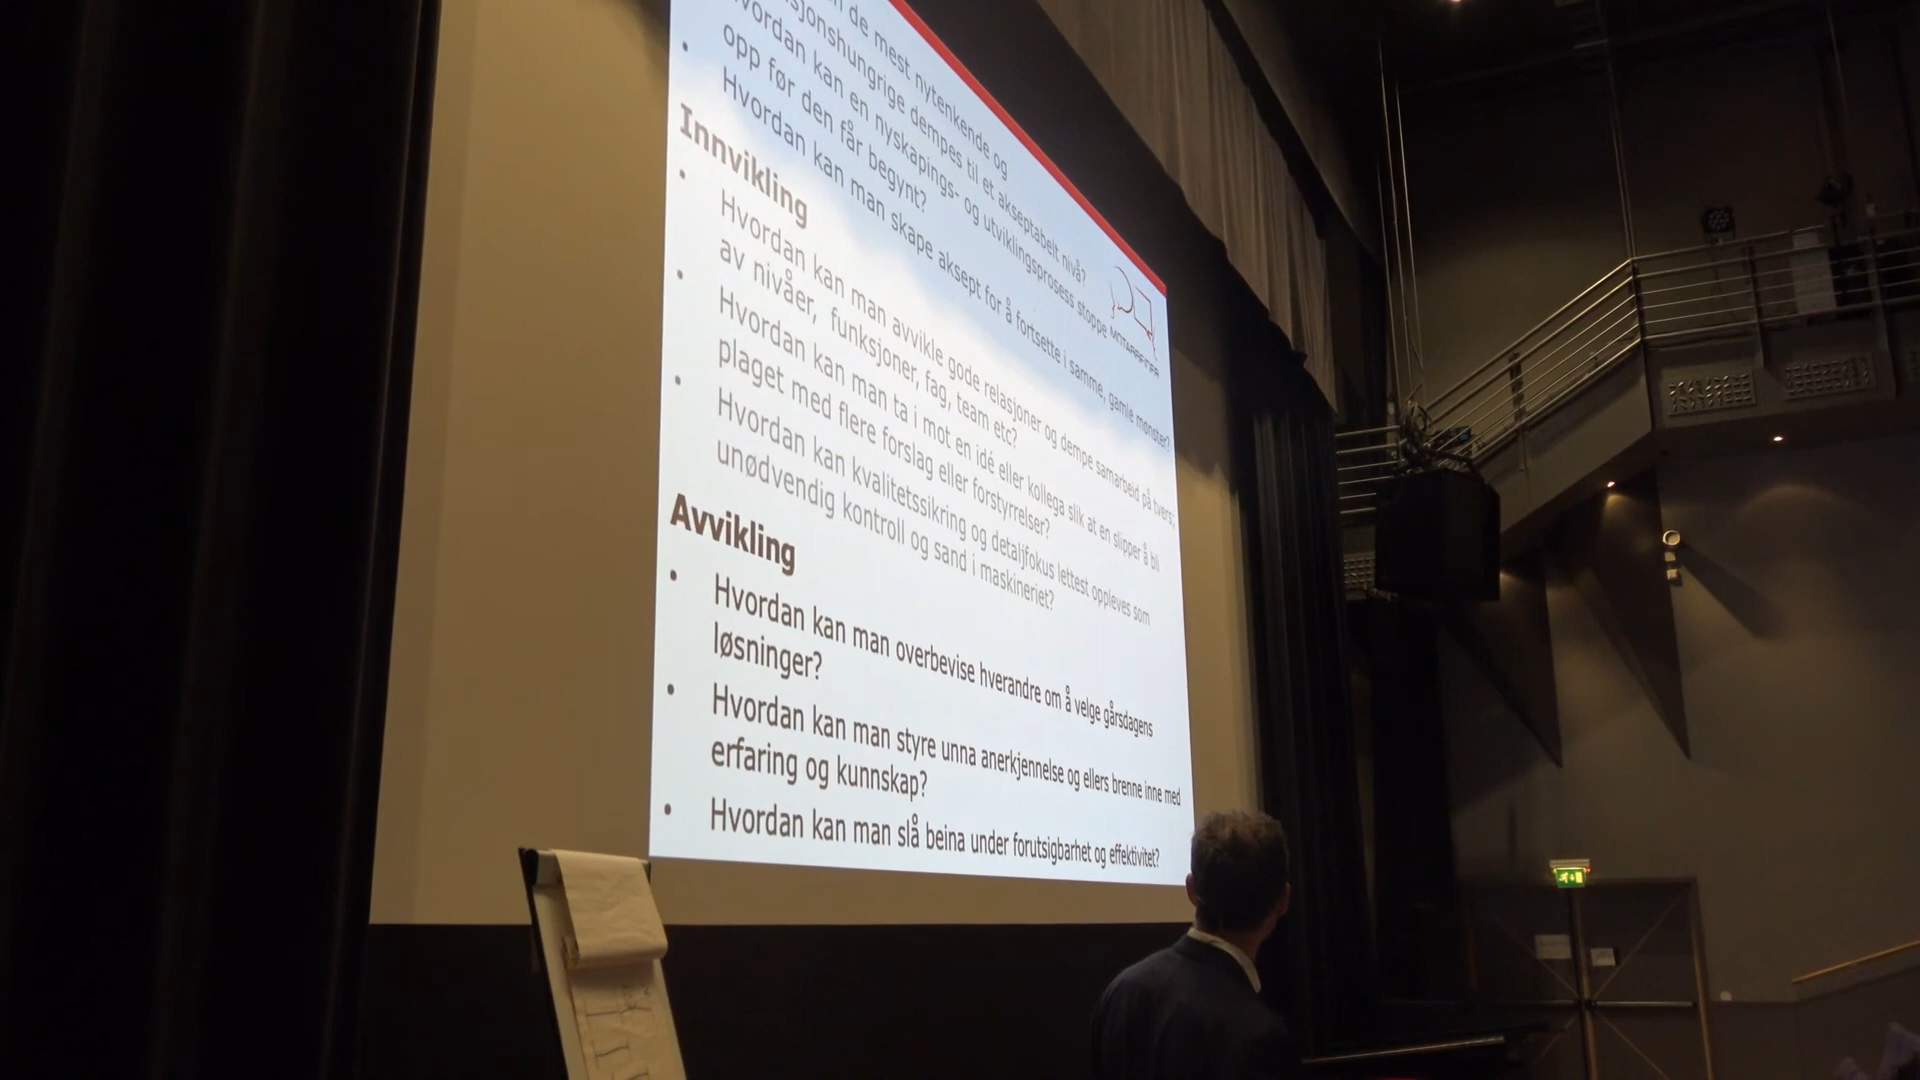 de mest nytenkende og
sjonshungrige dempes til et akseptabelt nivå?
Hvordan kan en nyskapings- og utviklingsprosess stoppe
opp før den får begynt?
• Hvordan kan man skape aksept for å fortsette i samme, gamle mønster?
Innvikling
• Hvordan kan man avvikle gode relasjoner og dempe samarbeid på tvers,
av nivåer, funksjoner, fag, team etc?
• Hvordan kan man ta i mot en idé eller kollega slik at en slipper å bli
plaget med flere forslag eller forstyrrelser?
• Hvordan kan kvalitetssikring og detaljfokus lettest oppleves som
unødvendig kontroll og sand i maskineriet?
Avvikling
• Hvordan kan man overbevise hverandre om å velge gårsdagens
løsninger?
• Hvordan kan man styre unna anerkjennelse og ellers brenne inne med
erfaring og kunnskap?
• Hvordan kan man slå beina under forutsigbarhet og effektivitet?